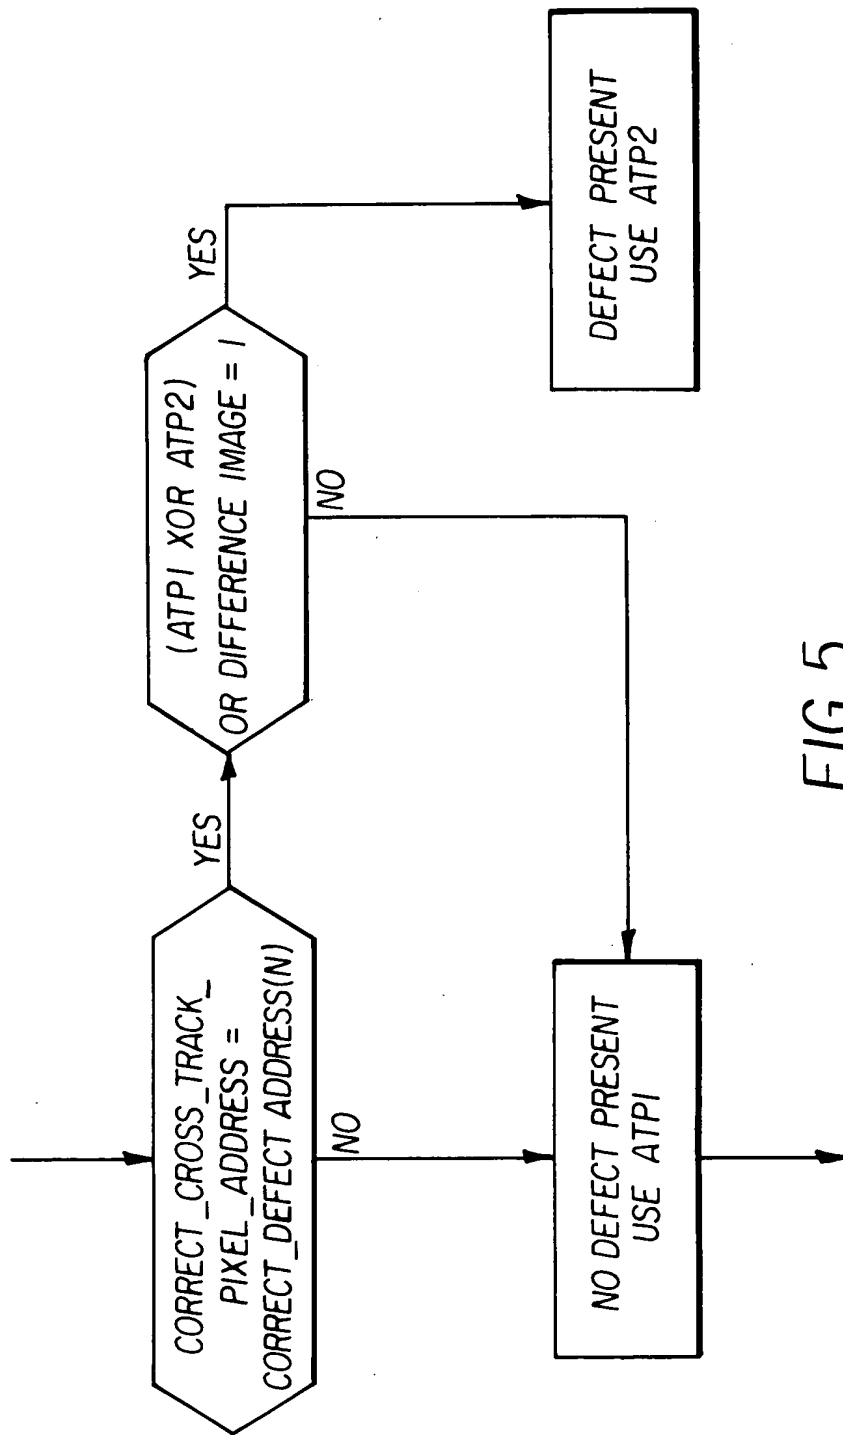 CORRECT_CROSS_TRACK_
PIXEL_ADDRESS =
CORRECT_DEFECT ADDRESS(N)
YES
NO
(ATP1 XOR ATP2)
OR DIFFERENCE IMAGE = 1
YES
NO
NO DEFECT PRESENT
USE ATP1
DEFECT PRESENT
USE ATP2
FIG. 5